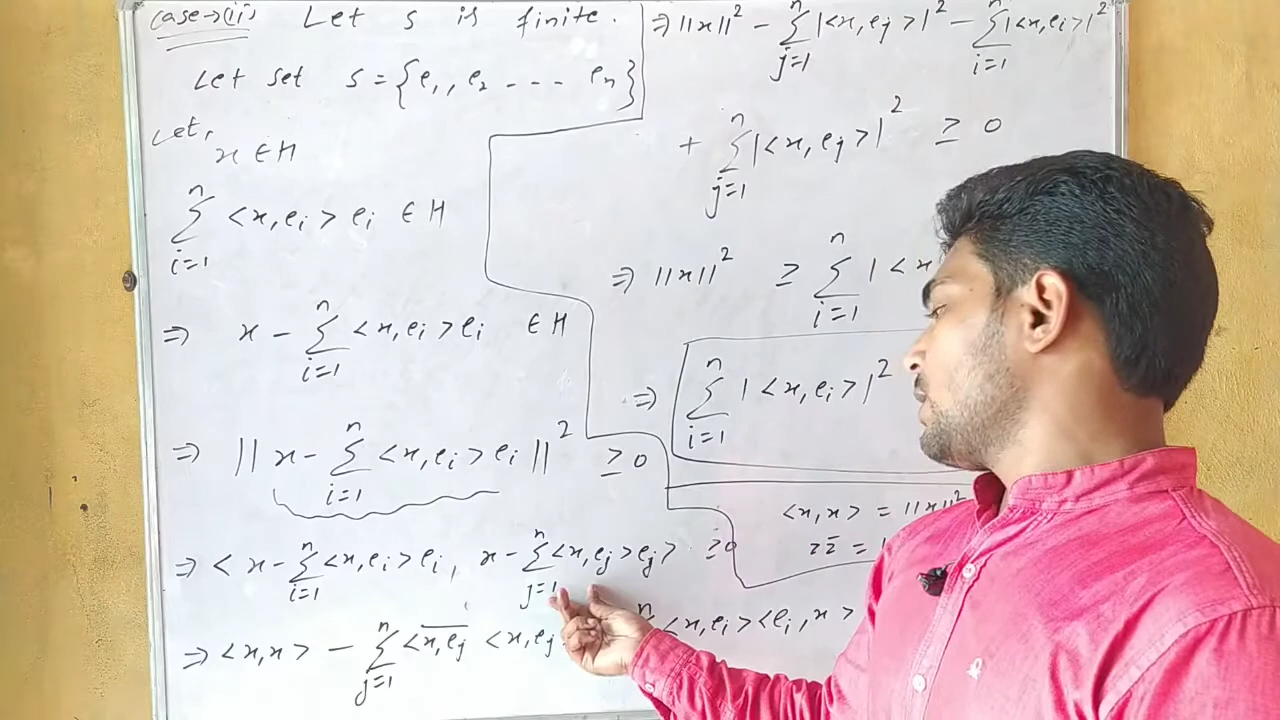 case→(ii) Let S is finite.
Let set S = {e₁, e₂ --- eₙ}
Let,
x ∈ H
n
Σ <x, eᵢ> eᵢ ∈ H
i=1
n
⇒ x - Σ <x, eᵢ> eᵢ ∈ H
i=1
n
⇒ || x - Σ <x, eᵢ> eᵢ ||² ≥ 0
i=1
n n
⇒ < x - Σ <x, eᵢ> eᵢ, x - Σ <x, eⱼ> eⱼ > ≥ 0
i=1 j=1
n n
⇒ <x, x> - Σ <x, eⱼ <x, eⱼ <x, eᵢ> <eᵢ, x>
j=1
n n
⇒ ||x||² - Σ |<x, eⱼ>|² - Σ |<x, eᵢ>|²
j=1 i=1
n
+ Σ |<x, eⱼ>|² ≥ 0
j=1
n
⇒ ||x||² ≥ Σ | <x
i=1
n
⇒ Σ | <x, eᵢ> |²
i=1
<x, x> = ||x||²
zz̄ =